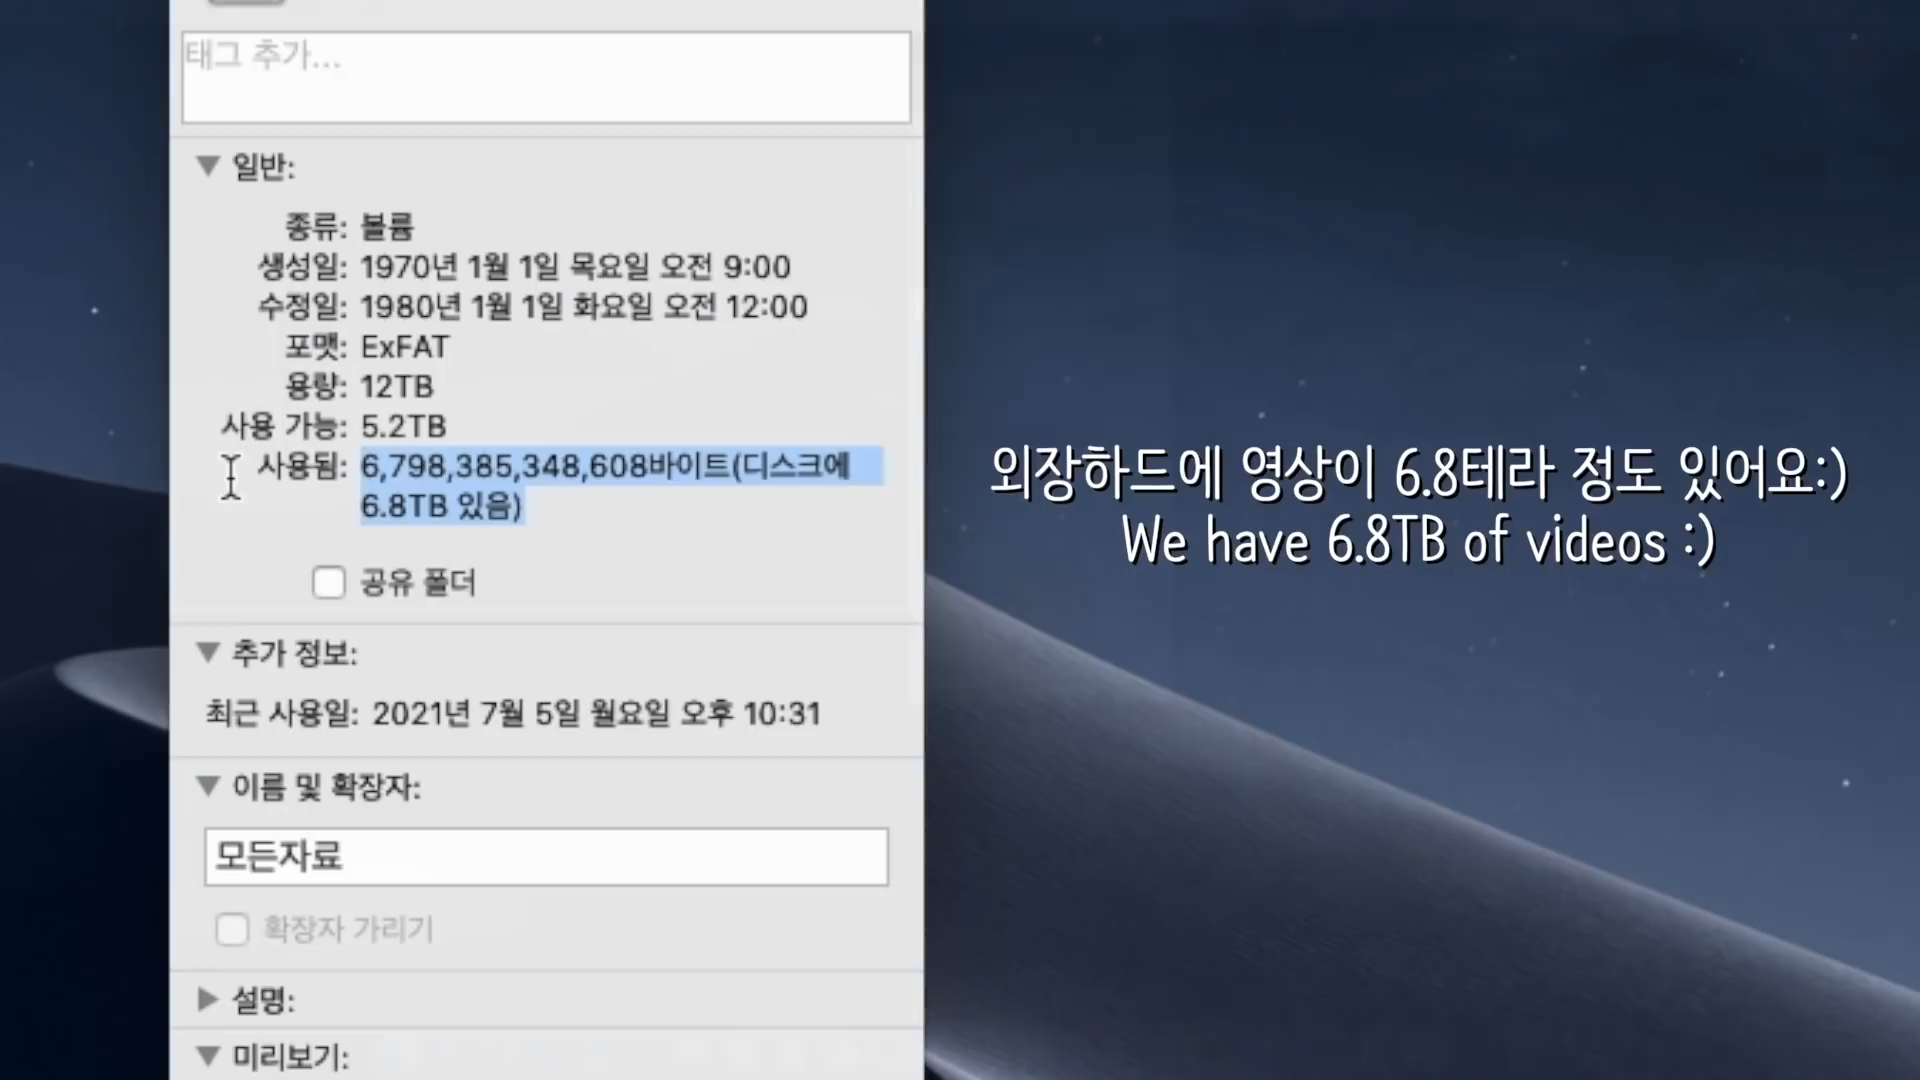 태그 추가...
일반:
종류: 볼륨
생성일: 1970년 1월 1일 목요일 오전 9:00
수정일: 1980년 1월 1일 화요일 오전 12:00
포맷: ExFAT
용량: 12TB
사용 가능: 5.2TB
사용됨: 6,798,385,348,608바이트(디스크에
6.8TB 있음)
공유 폴더
추가 정보:
최근 사용일: 2021년 7월 5일 월요일 오후 10:31
이름 및 확장자:
모든자료
확장자 가리기
설명:
미리보기:
외장하드에 영상이 6.8테라 정도 있어요:)
We have 6.8TB of videos :)